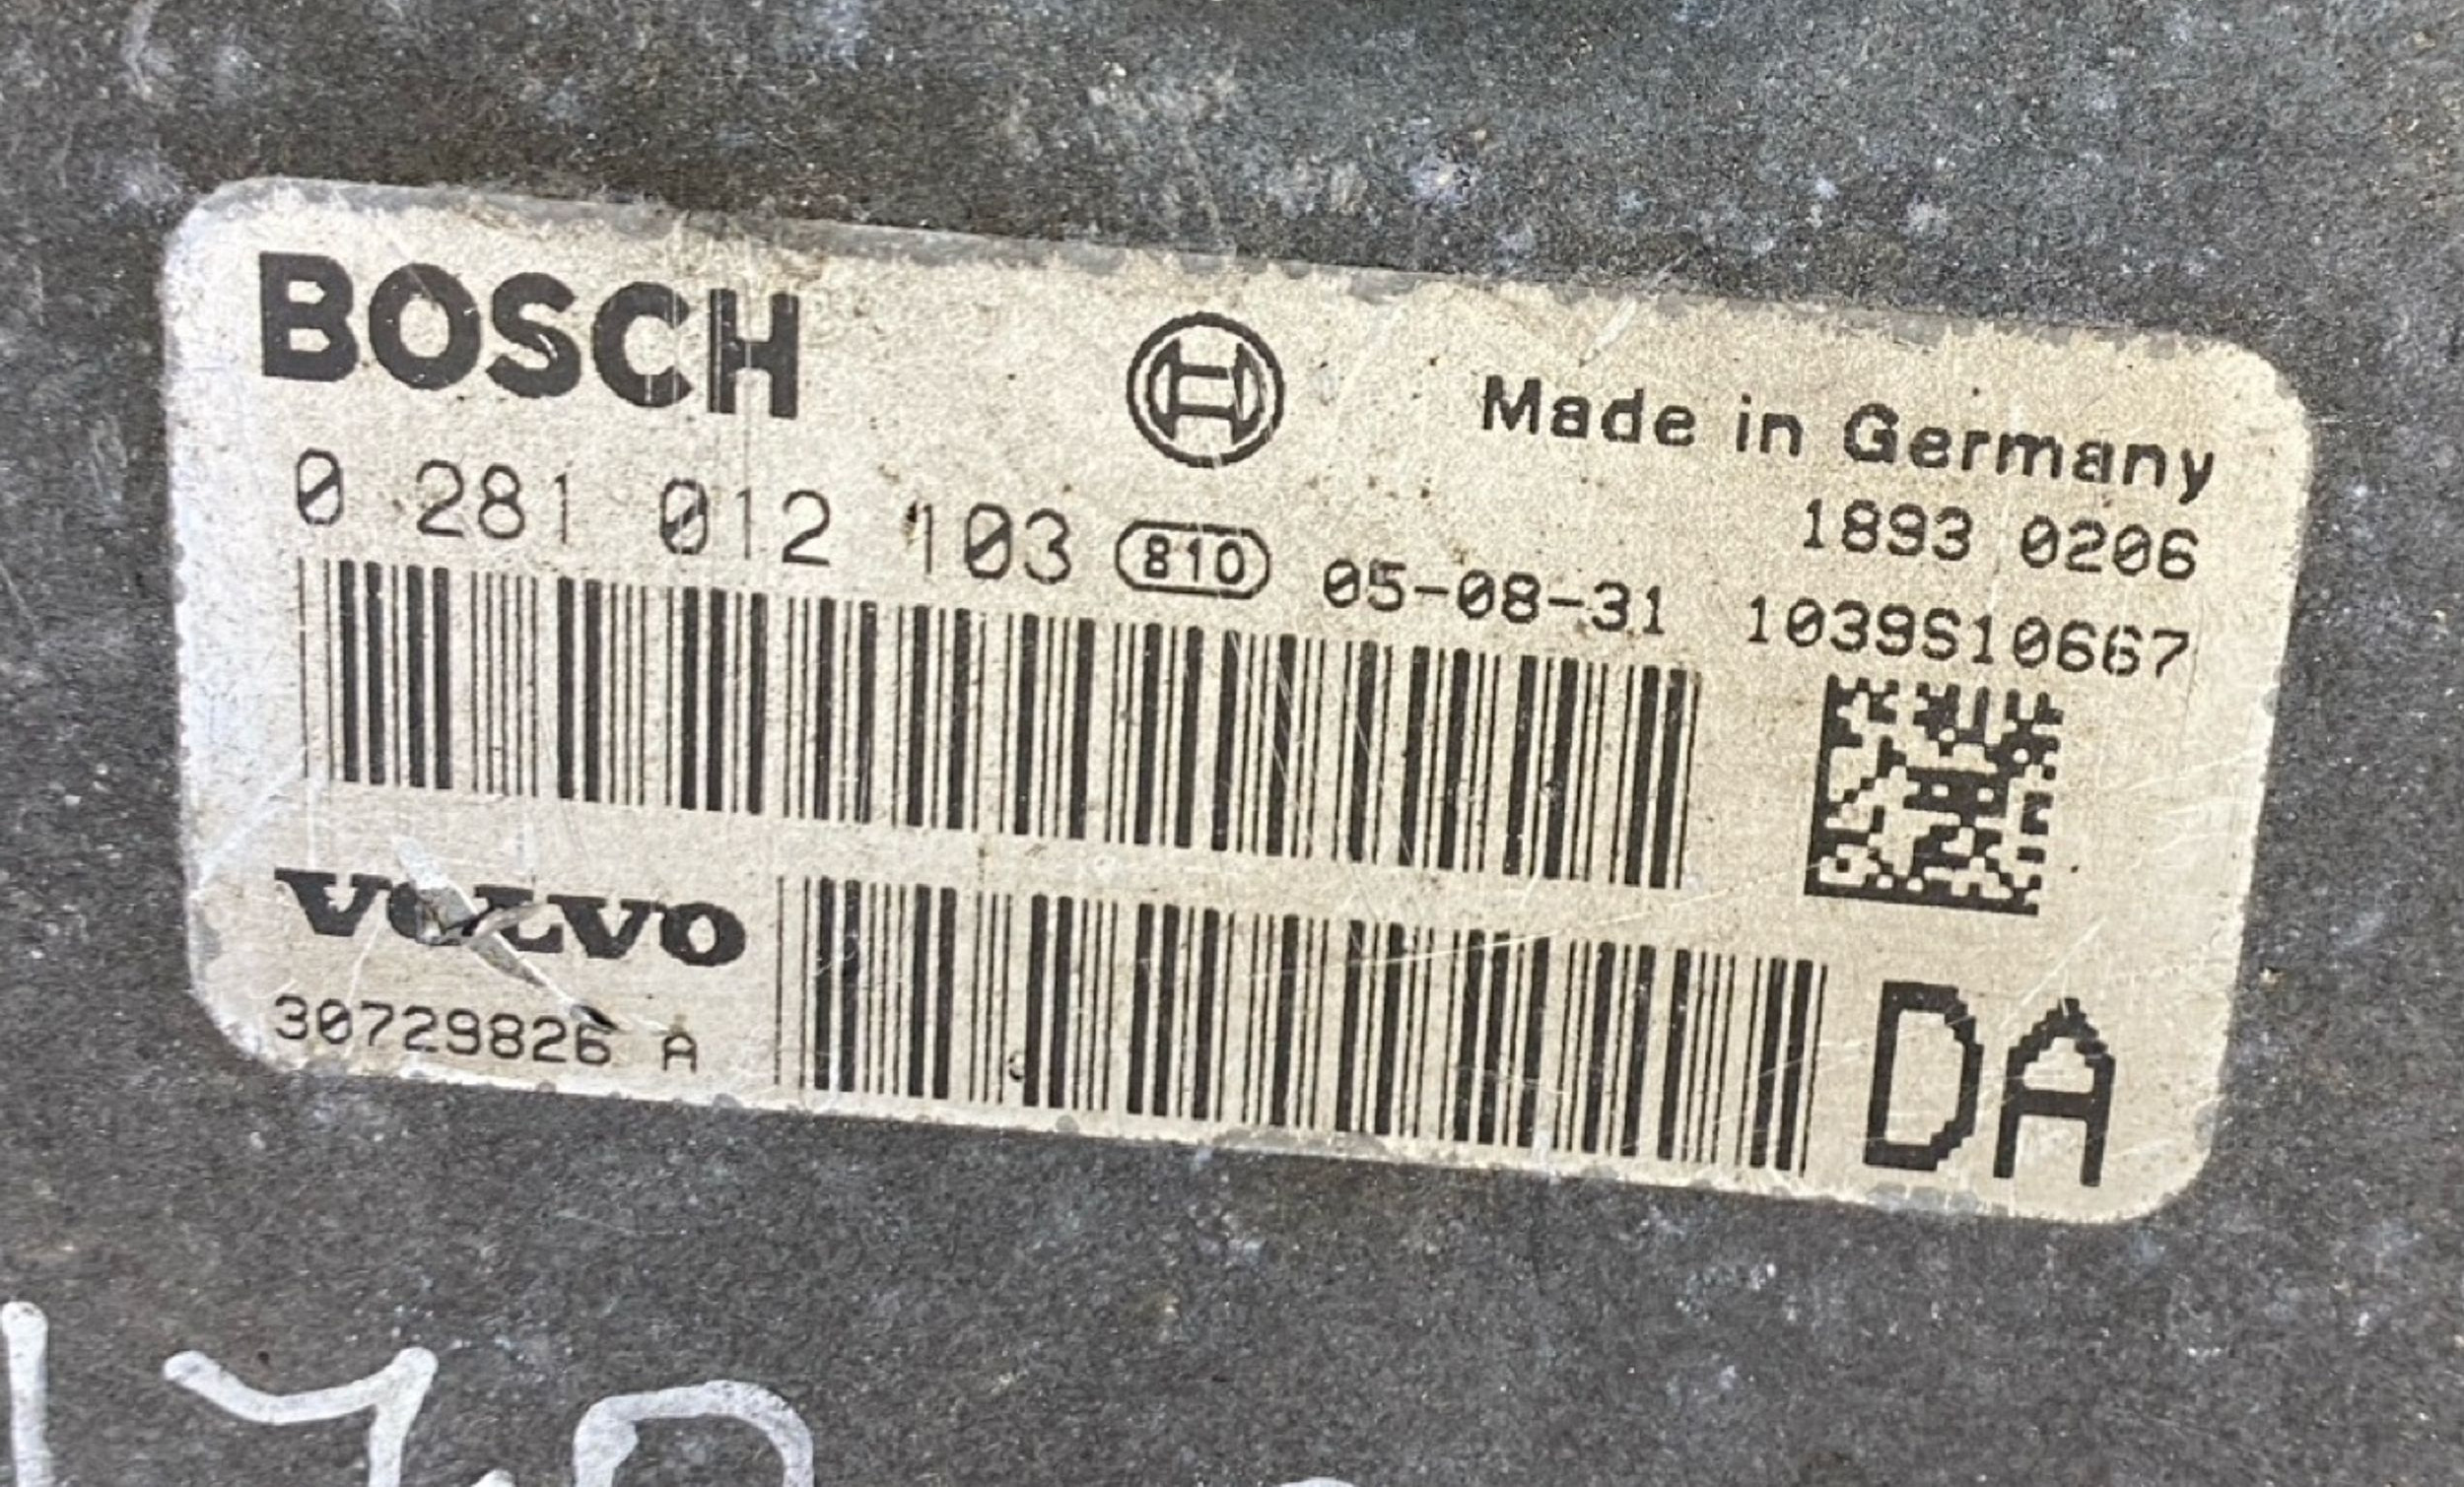 BOSCH
Made in Germany
1893 0206
0 281 012 103 810 05-08-31 1039S10667
VOLVO
30729826 A
DA